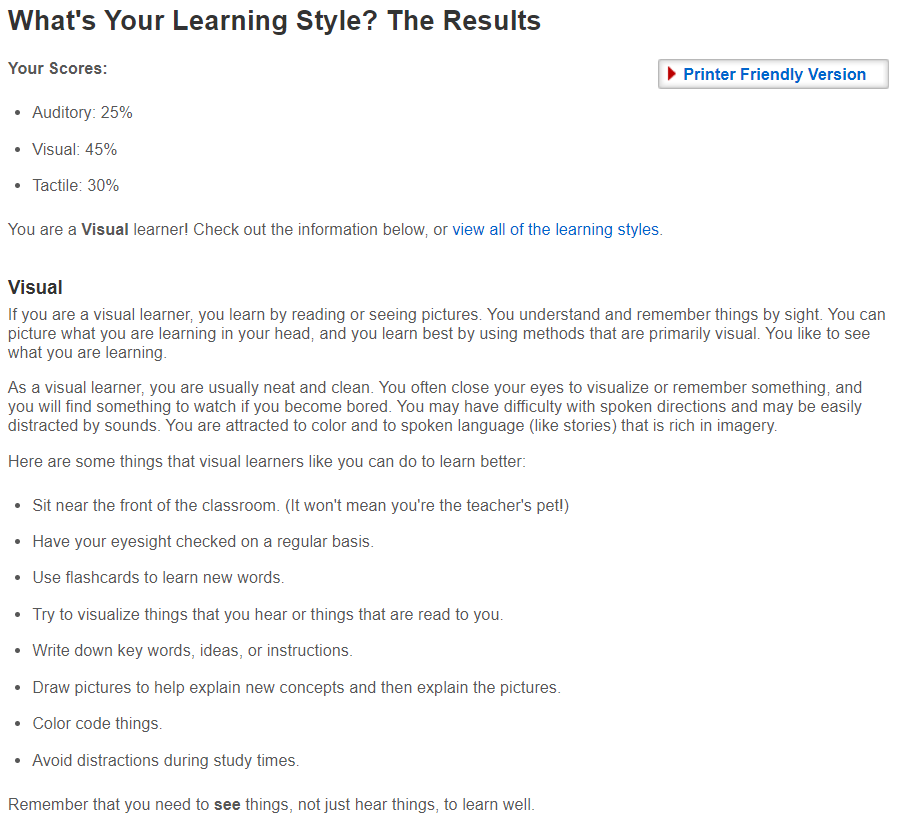 What's Your Learning Style? The Results
Your Scores:
Printer Friendly Version
• Auditory: 25%
• Visual: 45%
• Tactile: 30%
You are a Visual learner! Check out the information below, or view all of the learning styles.
Visual
If you are a visual learner, you learn by reading or seeing pictures. You understand and remember things by sight. You can
picture what you are learning in your head, and you learn best by using methods that are primarily visual. You like to see
what you are learning.
As a visual learner, you are usually neat and clean. You often close your eyes to visualize or remember something, and
you will find something to watch if you become bored. You may have difficulty with spoken directions and may be easily
distracted by sounds. You are attracted to color and to spoken language (like stories) that is rich in imagery.
Here are some things that visual learners like you can do to learn better:
• Sit near the front of the classroom. (It won't mean you're the teacher's pet!)
• Have your eyesight checked on a regular basis.
• Use flashcards to learn new words.
• Try to visualize things that you hear or things that are read to you.
• Write down key words, ideas, or instructions.
• Draw pictures to help explain new concepts and then explain the pictures.
• Color code things.
• Avoid distractions during study times.
Remember that you need to see things, not just hear things, to learn well.